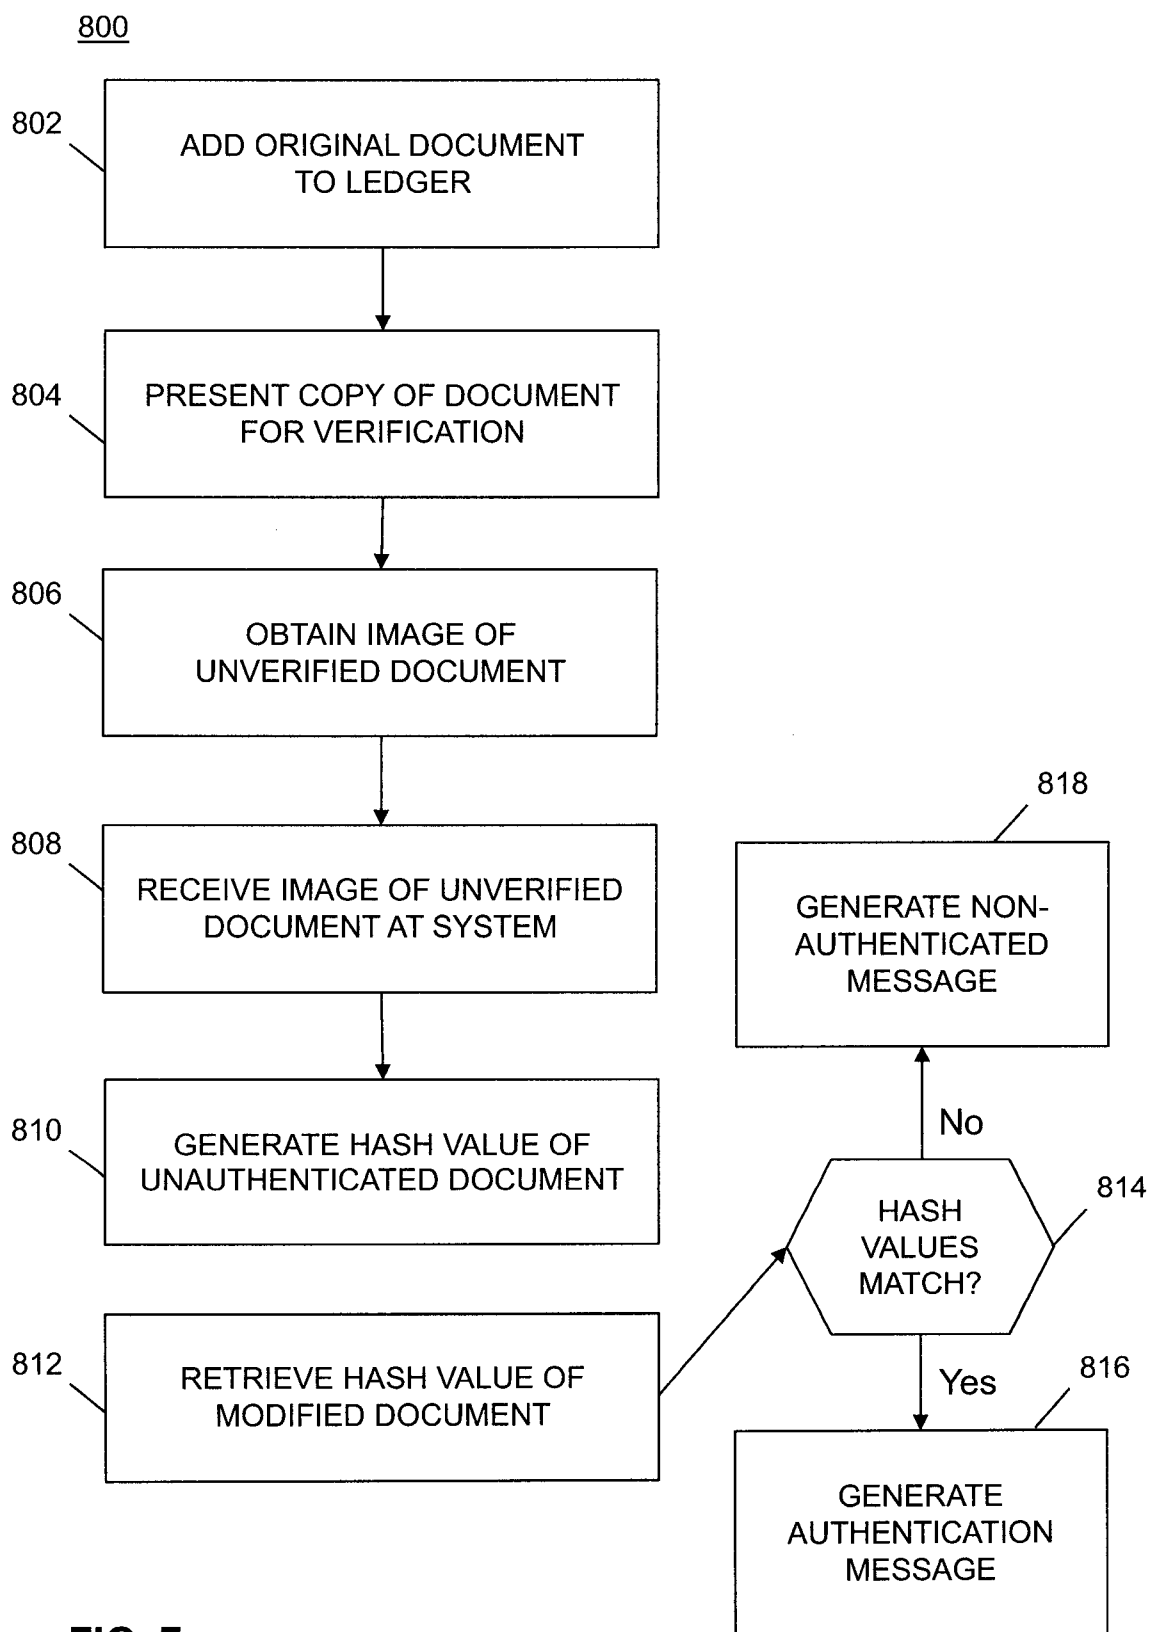 800
802
ADD ORIGINAL DOCUMENT
TO LEDGER
804
PRESENT COPY OF DOCUMENT
FOR VERIFICATION
806
OBTAIN IMAGE OF
UNVERIFIED DOCUMENT
808
RECEIVE IMAGE OF UNVERIFIED
DOCUMENT AT SYSTEM
810
GENERATE HASH VALUE OF
UNAUTHENTICATED DOCUMENT
812
RETRIEVE HASH VALUE OF
MODIFIED DOCUMENT
818
GENERATE NON-
AUTHENTICATED
MESSAGE
No
814
HASH
VALUES
MATCH?
Yes
816
GENERATE
AUTHENTICATION
MESSAGE